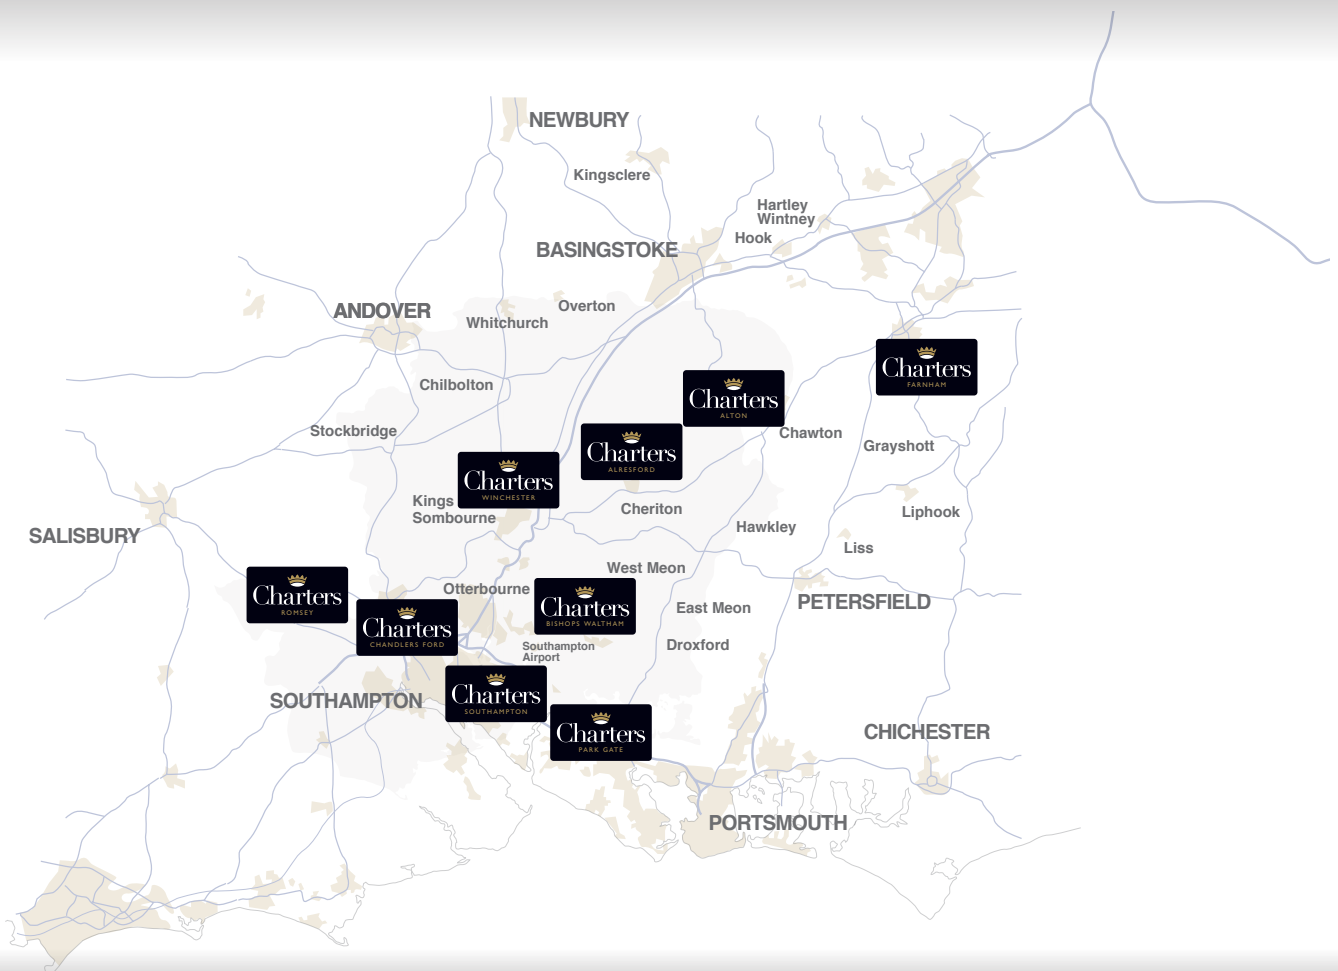 NEWBURY
Kingsclere
Hartley
Wintney
Hook
BASINGSTOKE
Overton
ANDOVER
Whitchurch
Charters
FARNHAM
Chilbolton
Charters
ALTON
Stockbridge
Chawton
Charters
ALRESFORD
Grayshott
Charters
WINCHESTER
Kings
Sombourne
Cheriton
Liphook
Hawkley
SALISBURY
Liss
West Meon
Otterbourne
Charters
ROMSEY
Charters
BISHOPS WALTHAM
PETERSFIELD
East Meon
Charters
CHANDLERS FORD
Southampton
Airport
Droxford
SOUTHAMPTON
Charters
SOUTHAMPTON
Charters
PARK GATE
CHICHESTER
PORTSMOUTH